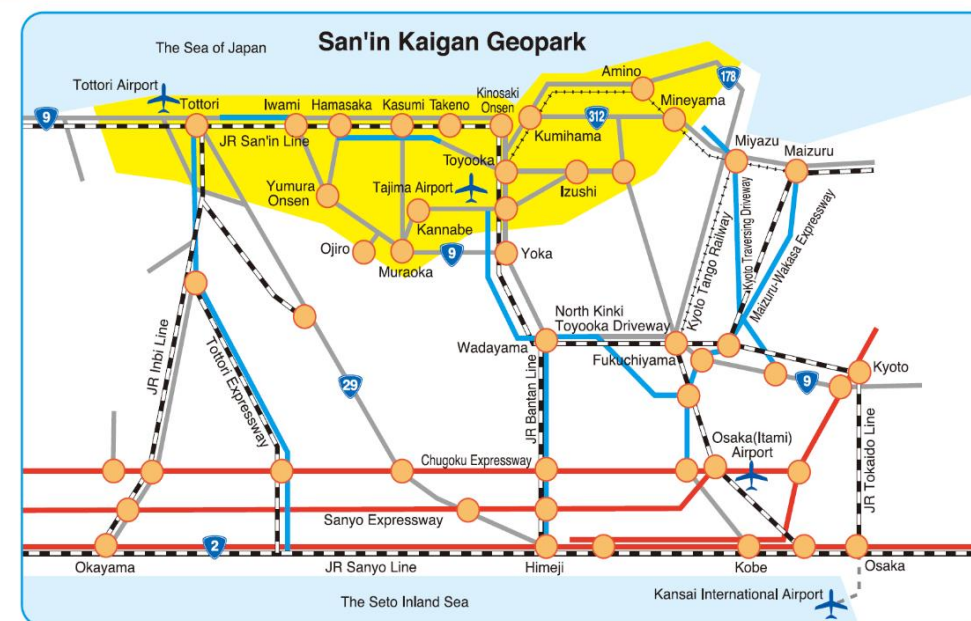 San'in Kaigan Geopark
The Sea of Japan
Tottori Airport
9
Tottori
Iwami
Hamasaka
Kasumi
Takeno
Kinosaki
Onsen
Amino
178
Mineyama
312
Kumihama
JR San'in Line
Toyooka
Miyazu
Maizuru
Yumura
Onsen
Tajima Airport
Izushi
Kannabe
Ojiro
Muraoka
9
Yoka
Kyoto Tango Railway
Kyoto Traversing Driveway
Maizuru-Wakasa Expressway
North Kinki
Toyooka Driveway
Wadayama
Fukuchiyama
Kyoto
9
JR Inbi Line
Tottori Expressway
29
JR Bantan Line
Osaka(Itami)
Airport
JR Tokaido Line
Chugoku Expressway
Sanyo Expressway
2
Okayama
JR Sanyo Line
Himeji
Kobe
Osaka
The Seto Inland Sea
Kansai International Airport